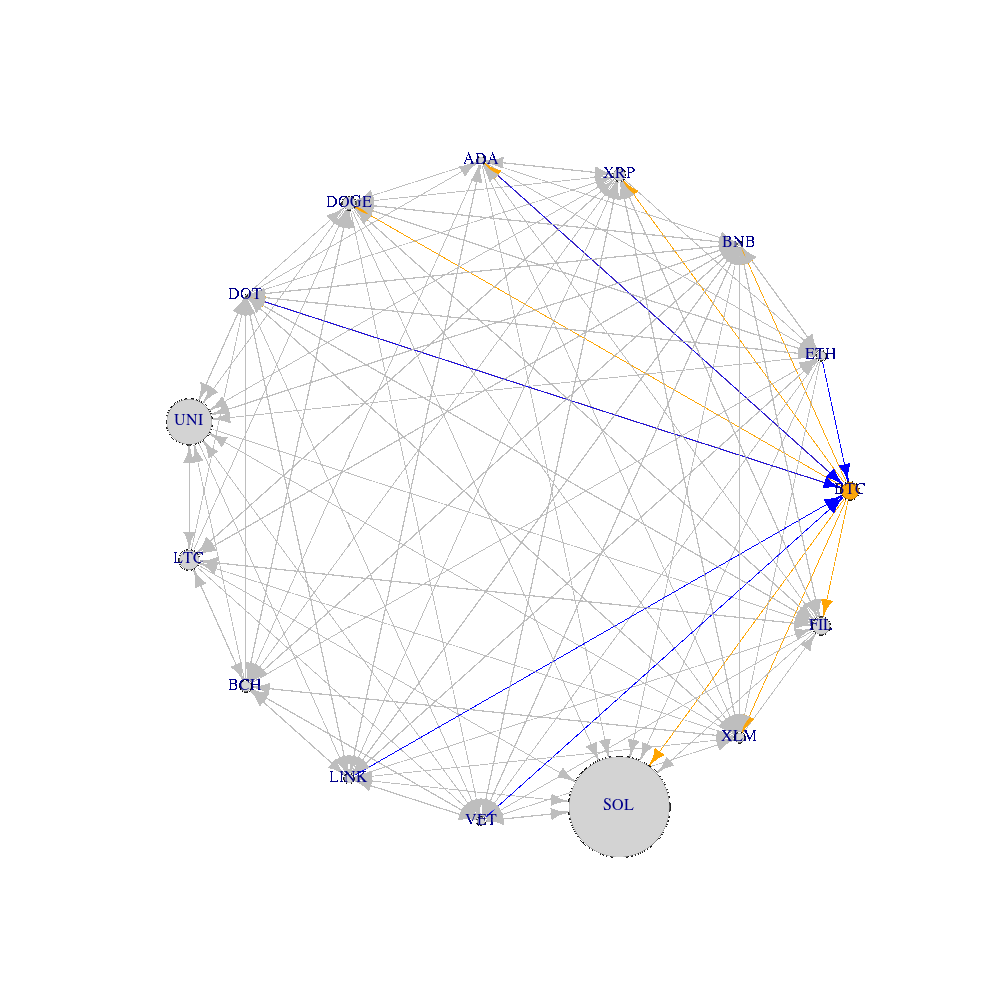 ADA
XRP
DOGE
BNB
DOT
ETH
UNI
BTC
LTC
FIL
BCH
XLM
LINK
SOL
VET